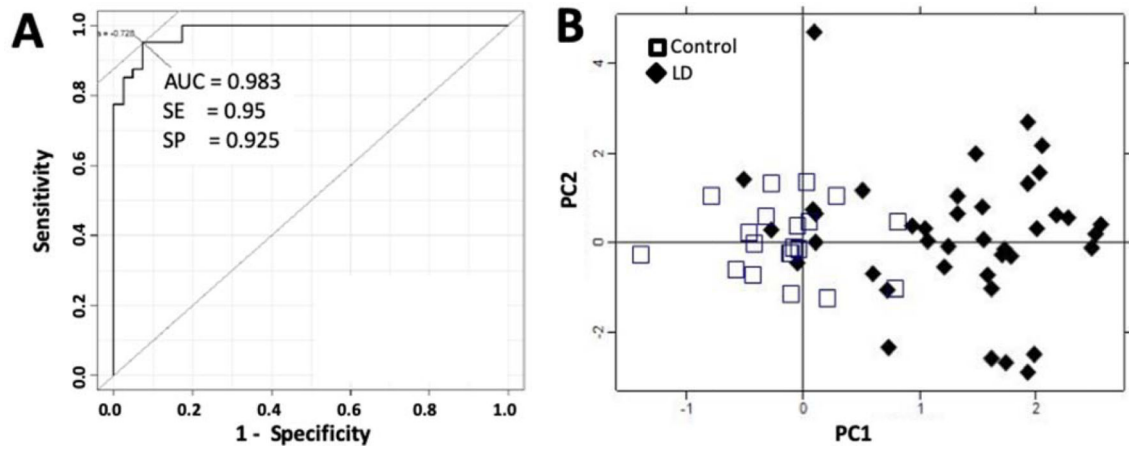 A
1.0
0.8
0.6
0.4
0.2
0.0
Sensitivity
= -0.728
AUC = 0.983
SE = 0.95
SP = 0.925
0.0 0.2 0.4 0.6 0.8 1.0
1 - Specificity
B
Control
LD
4
2
0
-2
PC2
-1 0 1 2
PC1